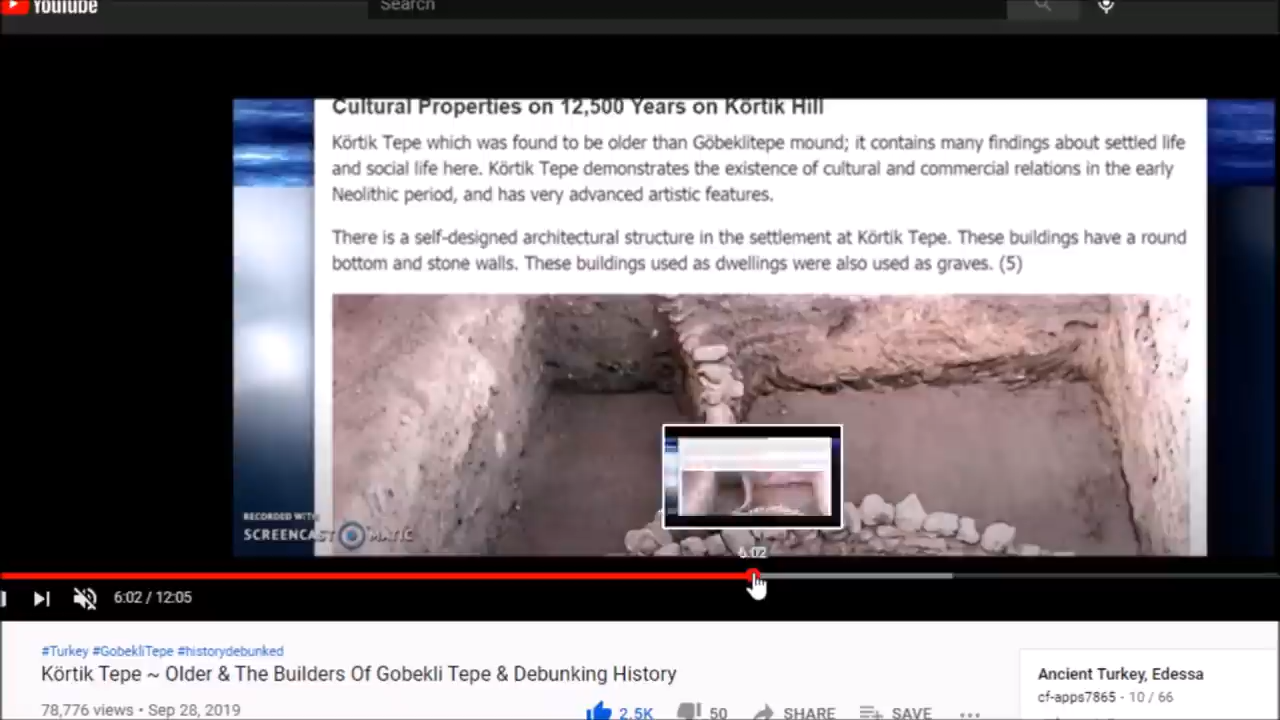 YouTube
Search
Cultural Properties on 12,500 Years on Körtik Hill
Körtik Tepe which was found to be older than Göbeklitepe mound; it contains many findings about settled life
and social life here. Körtik Tepe demonstrates the existence of cultural and commercial relations in the early
Neolithic period, and has very advanced artistic features.
There is a self-designed architectural structure in the settlement at Körtik Tepe. These buildings have a round
bottom and stone walls. These buildings used as dwellings were also used as graves. (5)
RECORDED WITH
SCREENCAST MATIC
6:02
6:02 / 12:05
#Turkey #GobekliTepe #historydebunked
Körtik Tepe ~ Older & The Builders Of Gobekli Tepe & Debunking History
78,776 views • Sep 28, 2019
2.5K
50
SHARE
SAVE
Ancient Turkey, Edessa
cf-apps7865 - 10 / 66